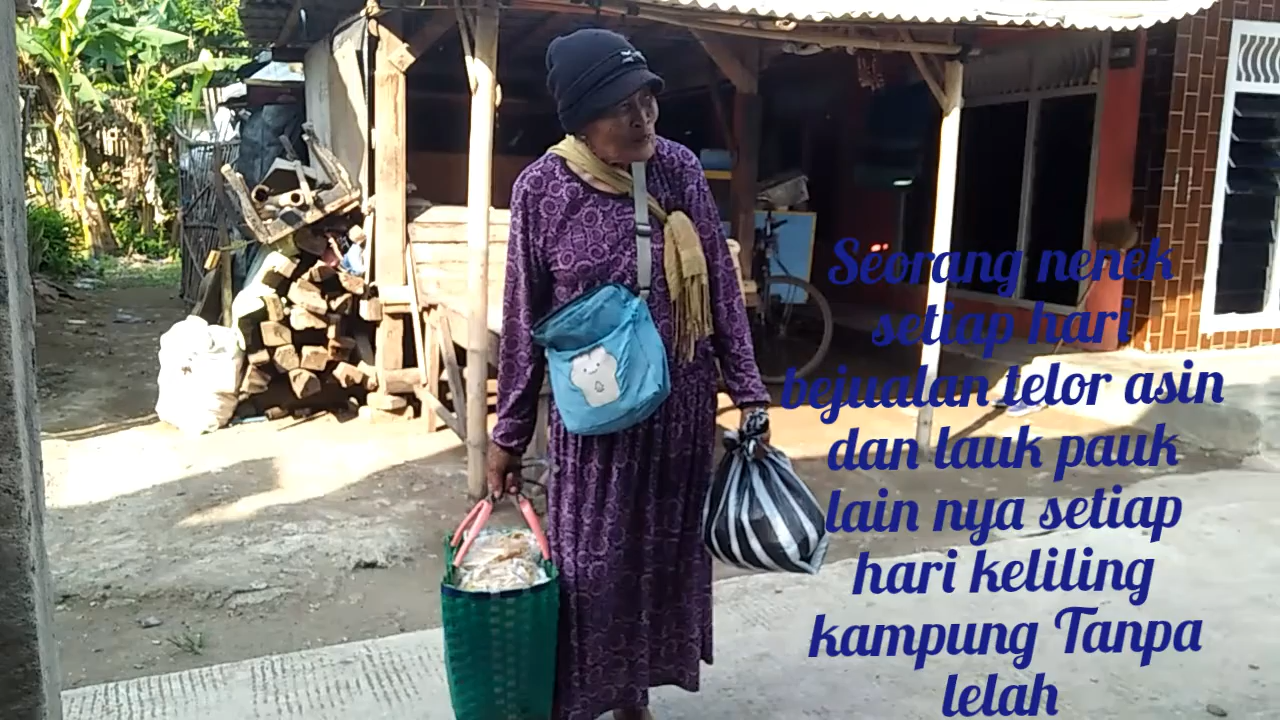 Seorang nenek
setiap hari
bejualan telor asin
dan lauk pauk
lain nya setiap
hari keliling
kampung Tanpa
lelah